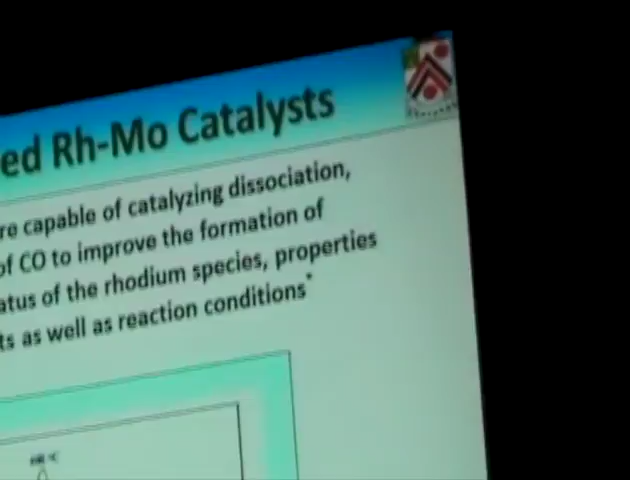 ed Rh-Mo Catalysts
re capable of catalyzing dissociation,
of CO to improve the formation of
atus of the rhodium species, properties
ts as well as reaction conditions*